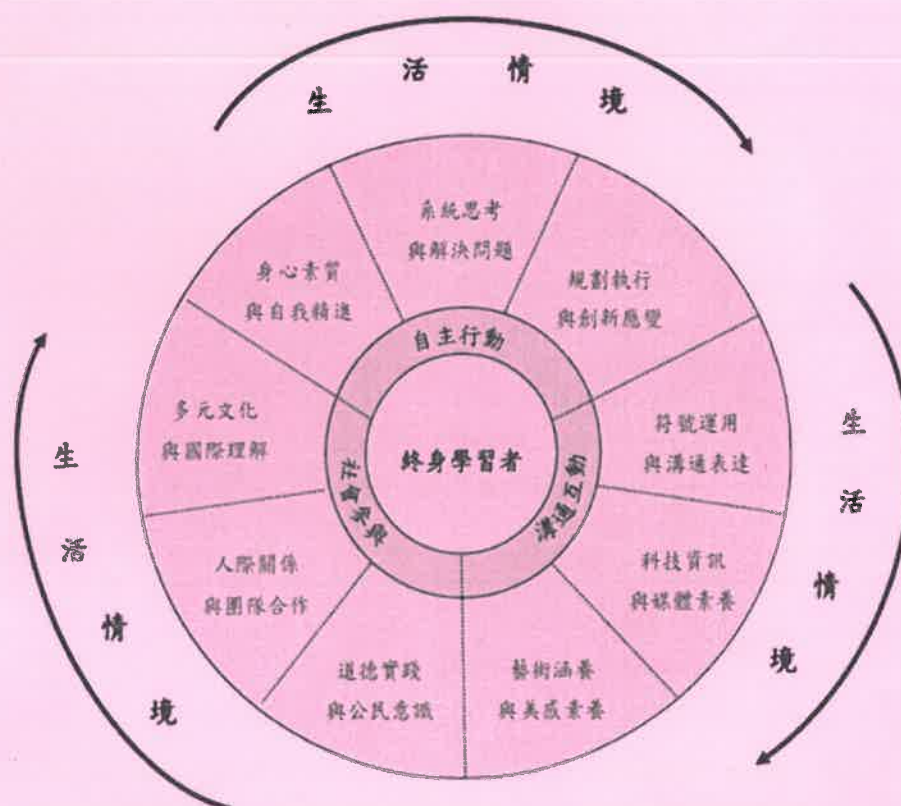 生活情境
系統思考
與解決問題
規劃執行
與創新應變
符號運用
與溝通表達
科技資訊
與媒體素養
藝術涵養
與美感素養
道德實踐
與公民意識
人際關係
與團隊合作
多元文化
與國際理解
身心素質
與自我精進
自主行動
溝通互動
社會參與
終身學習者
生活情境
生活情境